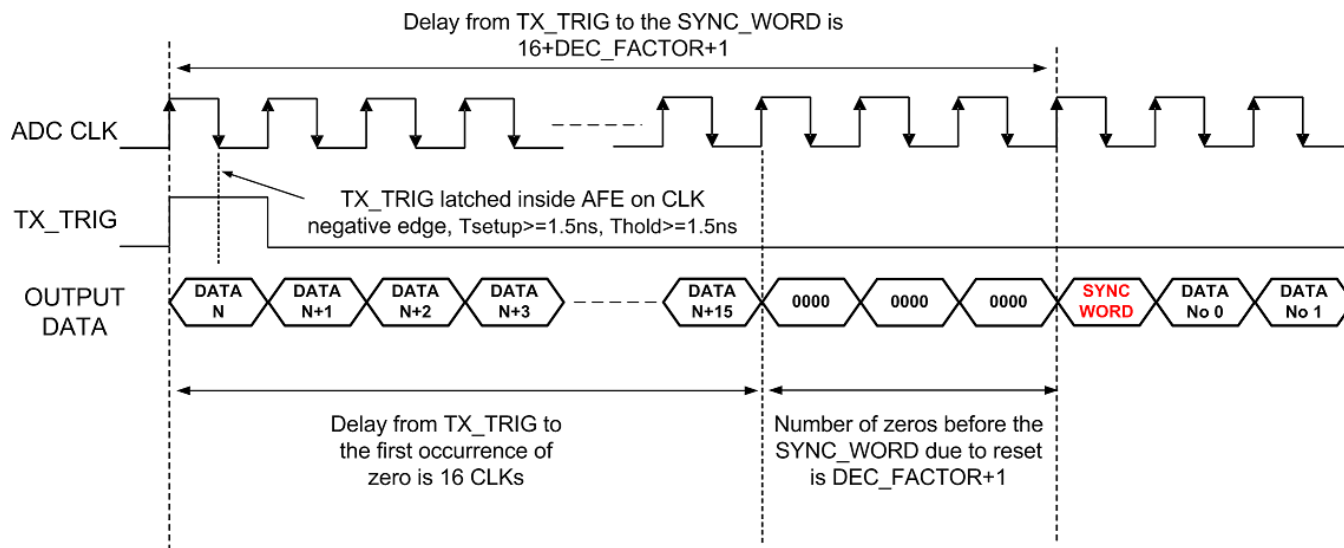 Delay from TX_TRIG to the SYNC_WORD is
16+DEC_FACTOR+1
ADC CLK
TX_TRIG latched inside AFE on CLK
negative edge, Tsetup>=1.5ns, Thold>=1.5ns
TX_TRIG
OUTPUT
DATA
DATA
N
DATA
N+1
DATA
N+2
DATA
N+3
DATA
N+15
0000
0000
0000
SYNC
WORD
DATA
No 0
DATA
No 1
Delay from TX_TRIG to
the first occurrence of
zero is 16 CLKs
Number of zeros before the
SYNC_WORD due to reset
is DEC_FACTOR+1